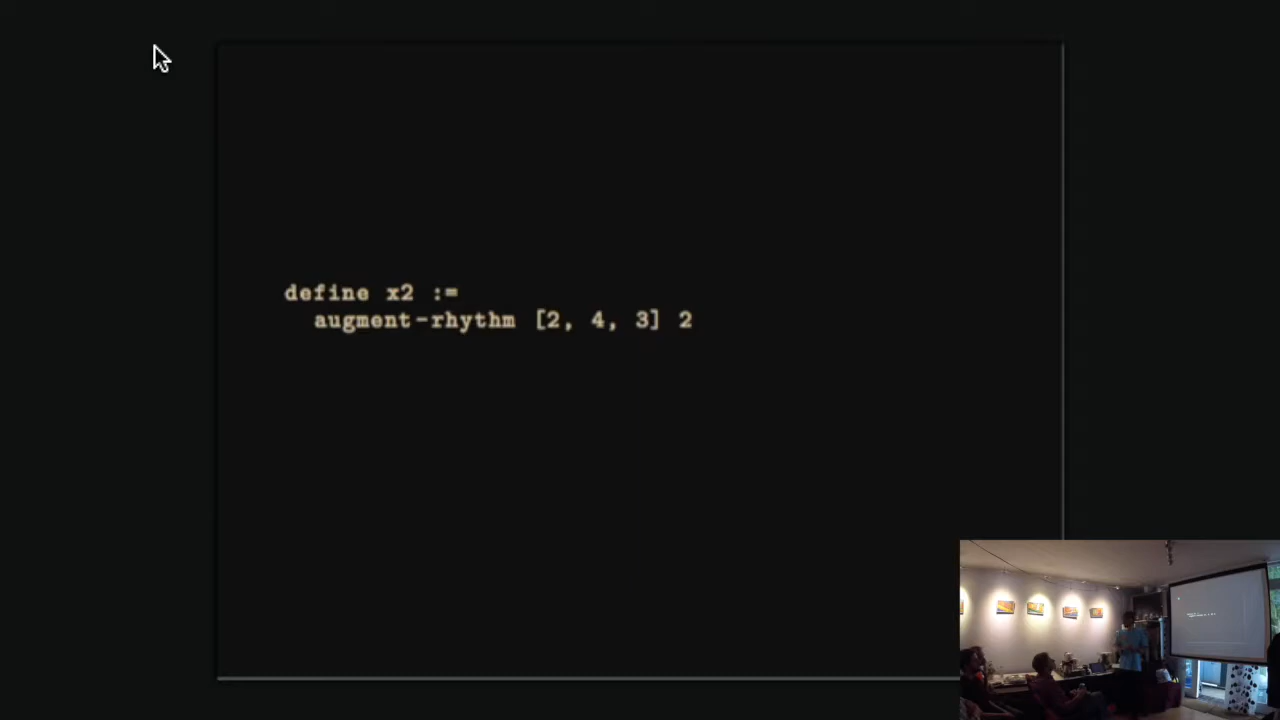 define x2 :=
augment-rhythm [2, 4, 3] 2